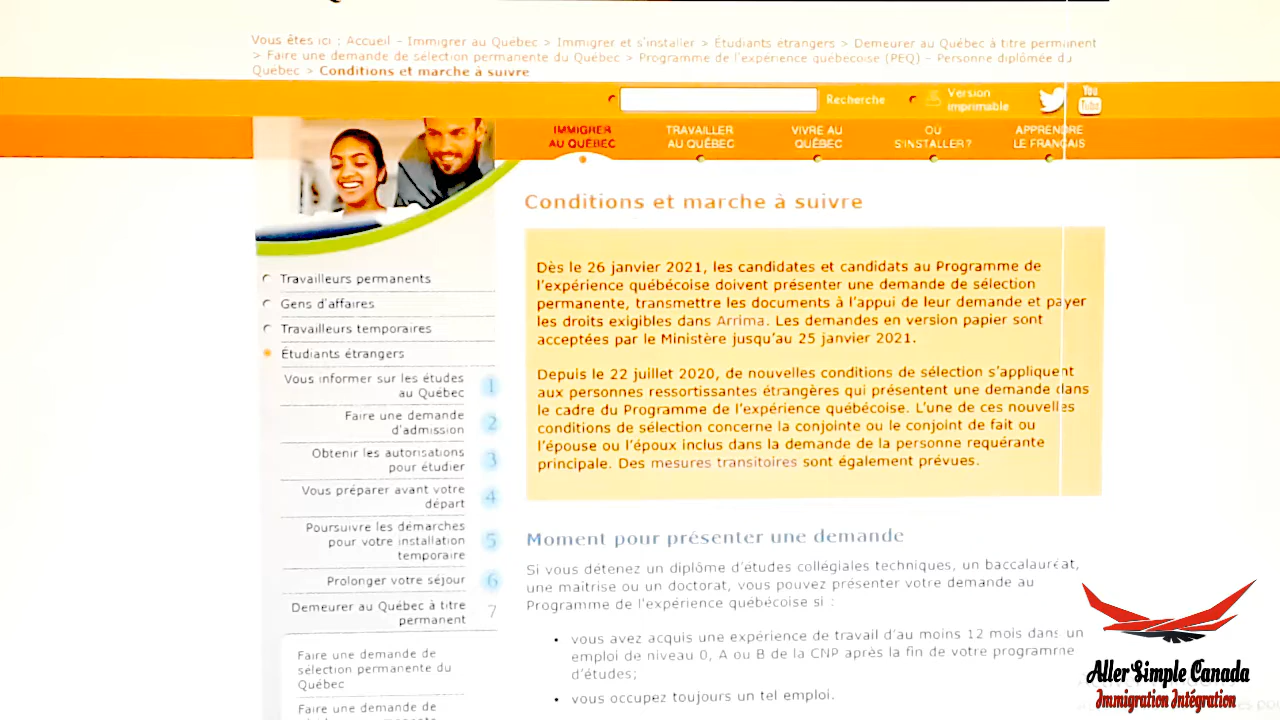 Vous êtes ici : Accueil - Immigrer au Québec > Immigrer et s'installer > Étudiants étrangers > Demeurer au Québec à titre permanent
> Faire une demande de sélection permanente du Québec > Programme de l'expérience québécoise (PEQ) - Personne diplômée du
Québec > Conditions et marche à suivre
Recherche
Version
imprimable
You
Tube
IMMIGRER
AU QUÉBEC
TRAVAILLER
AU QUÉBEC
VIVRE AU
QUÉBEC
OÙ
S'INSTALLER?
APPRENDRE
LE FRANÇAIS
Conditions et marche à suivre
Dès le 26 janvier 2021, les candidates et candidats au Programme de
l'expérience québécoise doivent présenter une demande de sélection
permanente, transmettre les documents à l'appui de leur demande et payer
les droits exigibles dans Arrima. Les demandes en version papier sont
acceptées par le Ministère jusqu'au 25 janvier 2021.
Depuis le 22 juillet 2020, de nouvelles conditions de sélection s'appliquent
aux personnes ressortissantes étrangères qui présentent une demande dans
le cadre du Programme de l'expérience québécoise. L'une de ces nouvelles
conditions de sélection concerne la conjointe ou le conjoint de fait ou
l'épouse ou l'époux inclus dans la demande de la personne requérante
principale. Des mesures transitoires sont également prévues.
Moment pour présenter une demande
Si vous détenez un diplôme d'études collégiales techniques, un baccalauréat,
une maîtrise ou un doctorat, vous pouvez présenter votre demande au
Programme de l'expérience québécoise si :
• vous avez acquis une expérience de travail d'au moins 12 mois dans un
emploi de niveau 0, A ou B de la CNP après la fin de votre programme
d'études;
• vous occupez toujours un tel emploi.
Travailleurs permanents
Gens d'affaires
Travailleurs temporaires
Étudiants étrangers
Vous informer sur les études
au Québec 1
Faire une demande
d'admission 2
Obtenir les autorisations
pour étudier 3
Vous préparer avant votre
départ 4
Poursuivre les démarches
pour votre installation
temporaire 5
Prolonger votre séjour 6
Demeurer au Québec à titre
permanent 7
Faire une demande de
sélection permanente du
Québec
Faire une demande de
Aller Simple Canada
Immigration Intégration